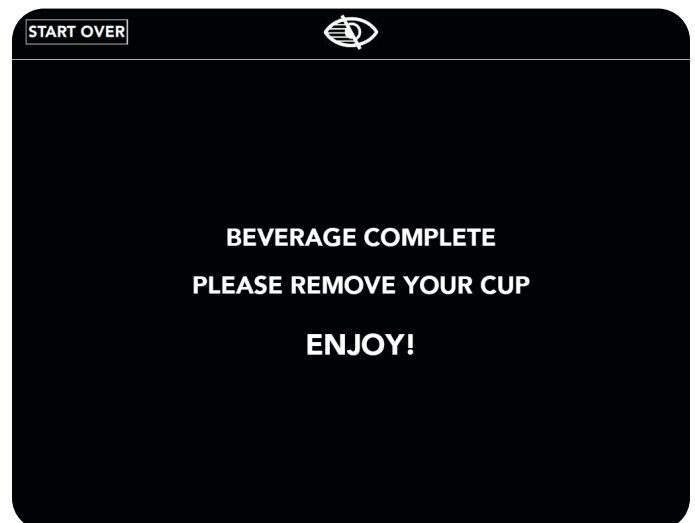 START OVER
BEVERAGE COMPLETE
PLEASE REMOVE YOUR CUP
ENJOY!